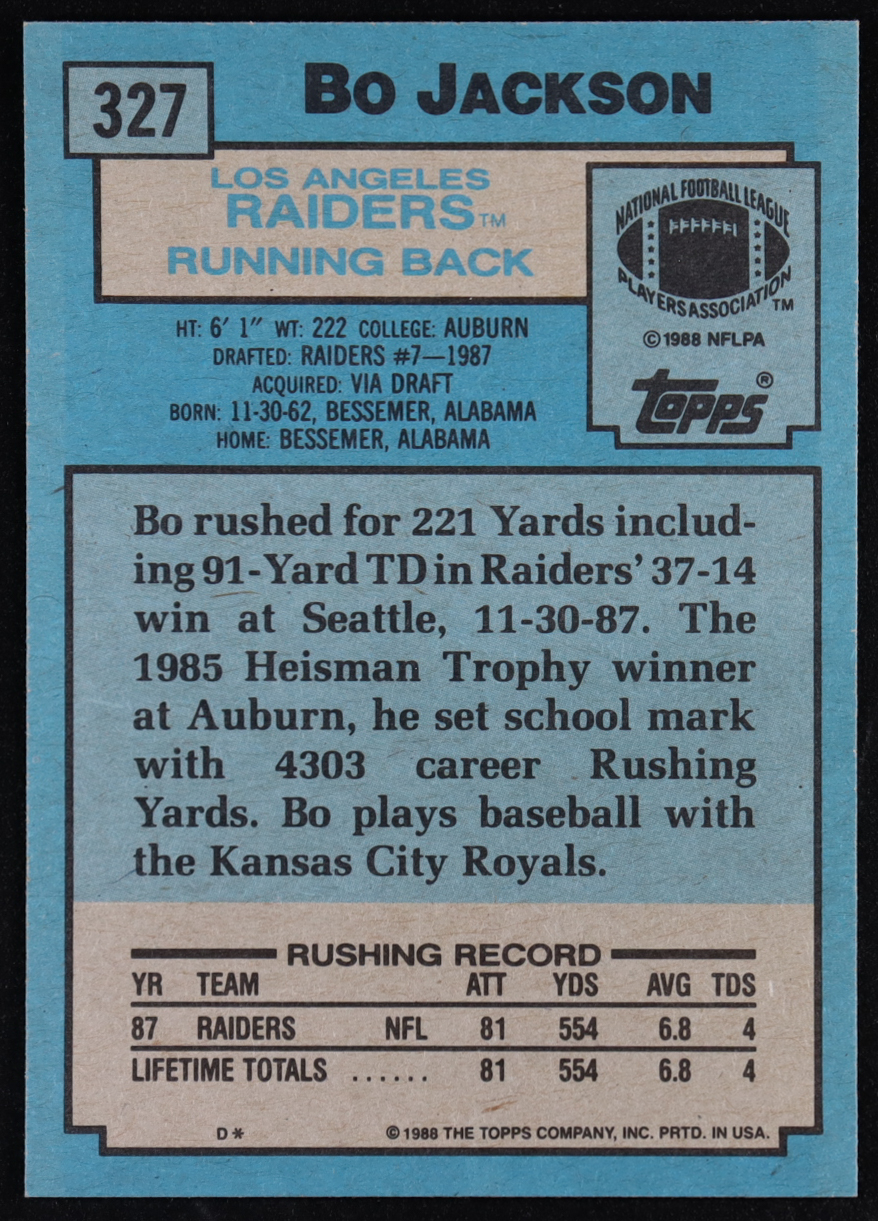 327
BO JACKSON
LOS ANGELES
RAIDERS™
RUNNING BACK
NATIONAL FOOTBALL LEAGUE
PLAYERS ASSOCIATION™
©1988 NFLPA
topps®
HT: 6' 1" WT: 222 COLLEGE: AUBURN
DRAFTED: RAIDERS #7—1987
ACQUIRED: VIA DRAFT
BORN: 11-30-62, BESSEMER, ALABAMA
HOME: BESSEMER, ALABAMA
Bo rushed for 221 Yards includ-
ing 91-Yard TD in Raiders' 37-14
win at Seattle, 11-30-87. The
1985 Heisman Trophy winner
at Auburn, he set school mark
with 4303 career Rushing
Yards. Bo plays baseball with
the Kansas City Royals.
RUSHING RECORD
YR TEAM ATT YDS AVG TDS
87 RAIDERS NFL 81 554 6.8 4
LIFETIME TOTALS ...... 81 554 6.8 4
D* ©1988 THE TOPPS COMPANY, INC. PRTD. IN USA.